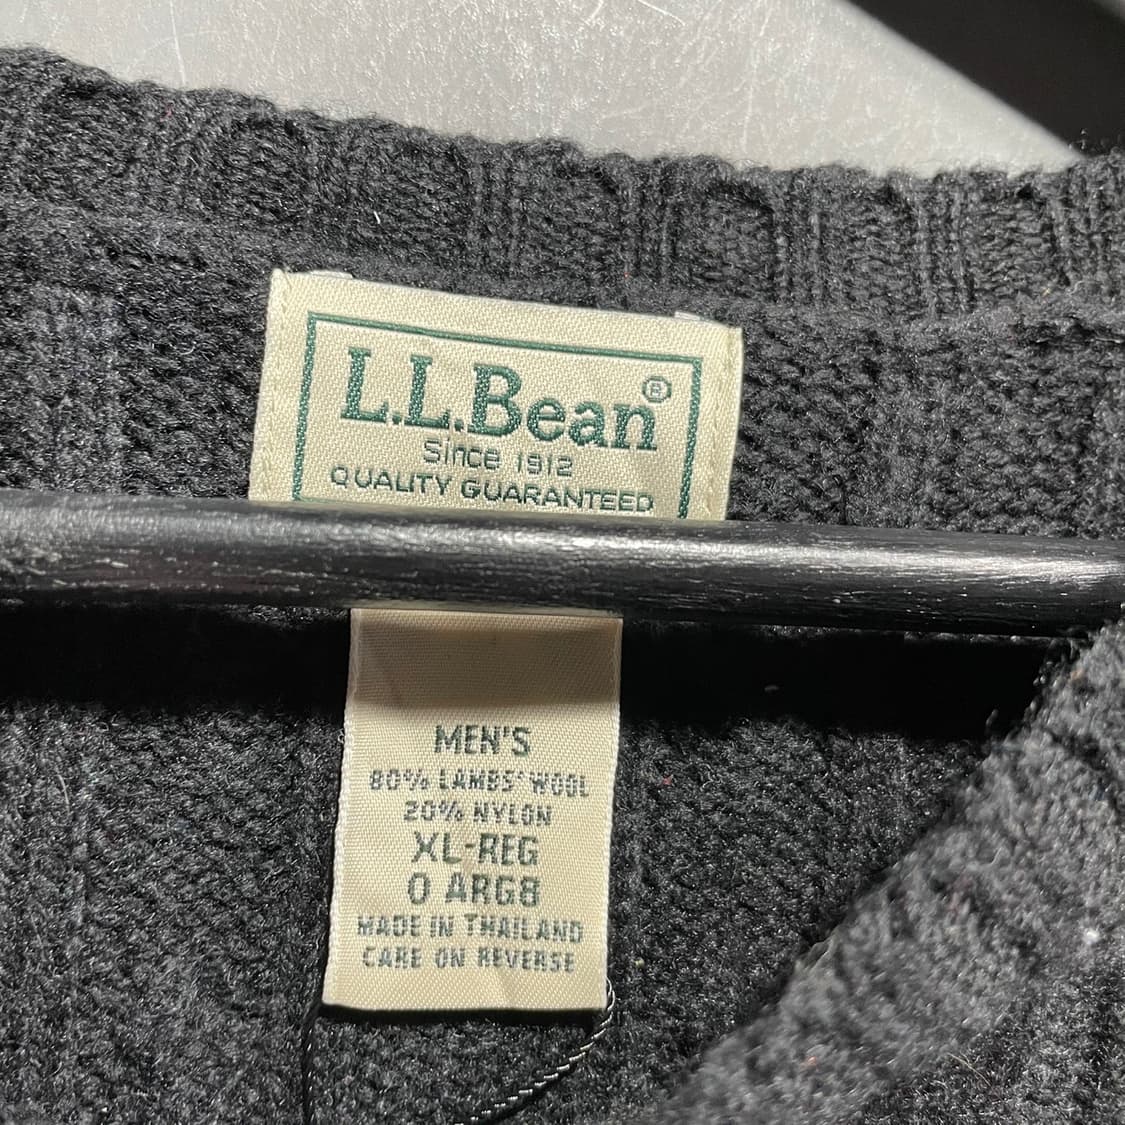 L.L.Bean®
Since 1912
QUALITY GUARANTEED
MEN'S
80% LAMBS' WOOL
20% NYLON
XL-REG
0 ARG8
MADE IN THAILAND
CARE ON REVERSE